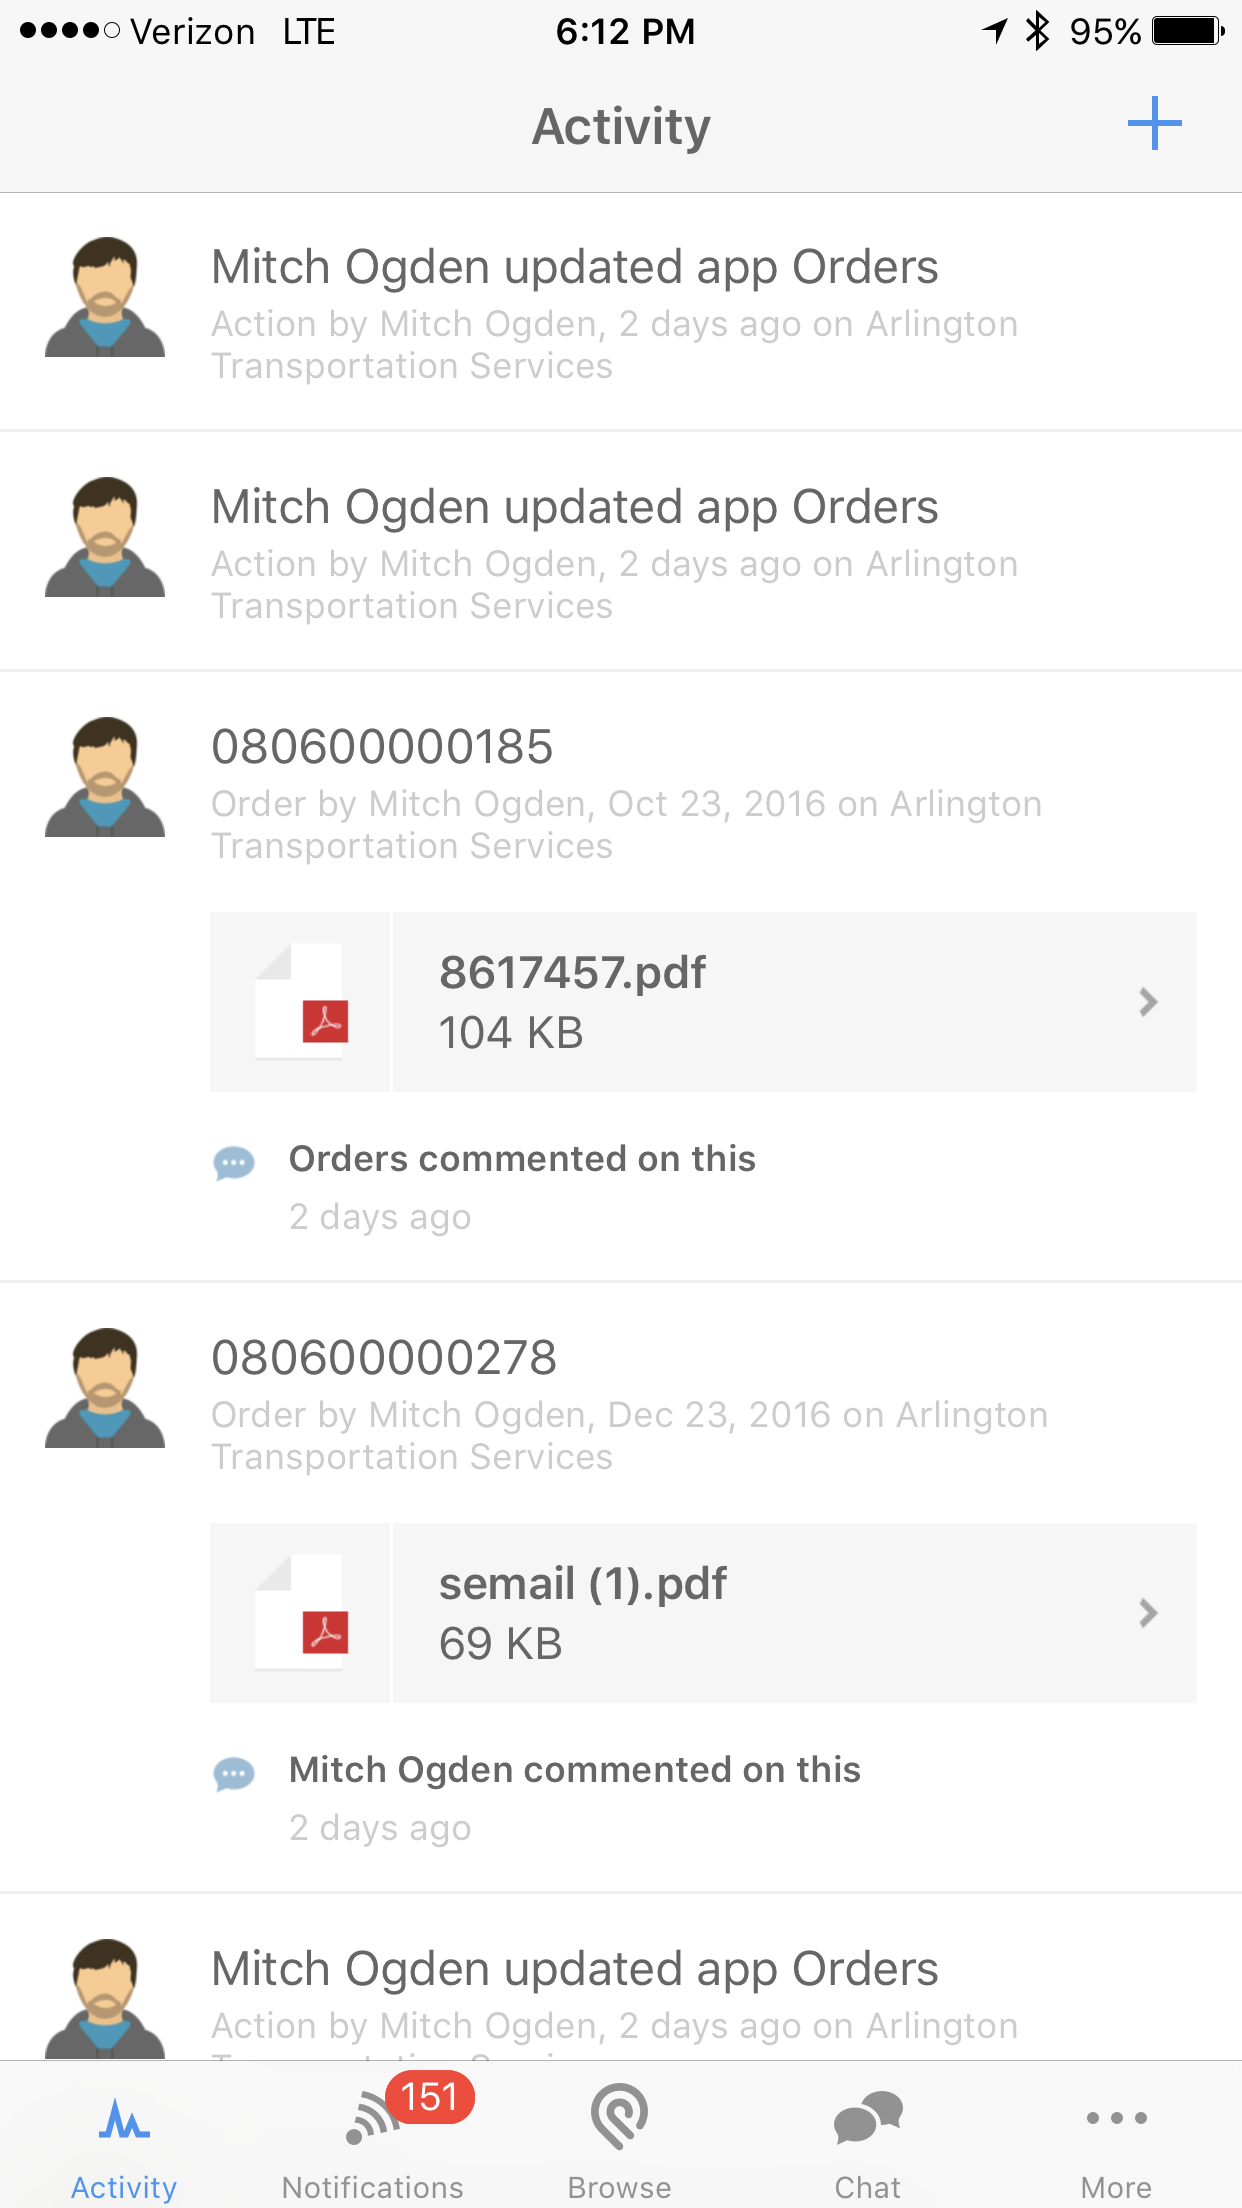 Verizon LTE 6:12 PM 95%
Activity
Mitch Ogden updated app Orders
Action by Mitch Ogden, 2 days ago on Arlington
Transportation Services
Mitch Ogden updated app Orders
Action by Mitch Ogden, 2 days ago on Arlington
Transportation Services
080600000185
Order by Mitch Ogden, Oct 23, 2016 on Arlington
Transportation Services
8617457.pdf
104 KB
Orders commented on this
2 days ago
080600000278
Order by Mitch Ogden, Dec 23, 2016 on Arlington
Transportation Services
semail (1).pdf
69 KB
Mitch Ogden commented on this
2 days ago
Mitch Ogden updated app Orders
Action by Mitch Ogden, 2 days ago on Arlington
151
Activity Notifications Browse Chat More